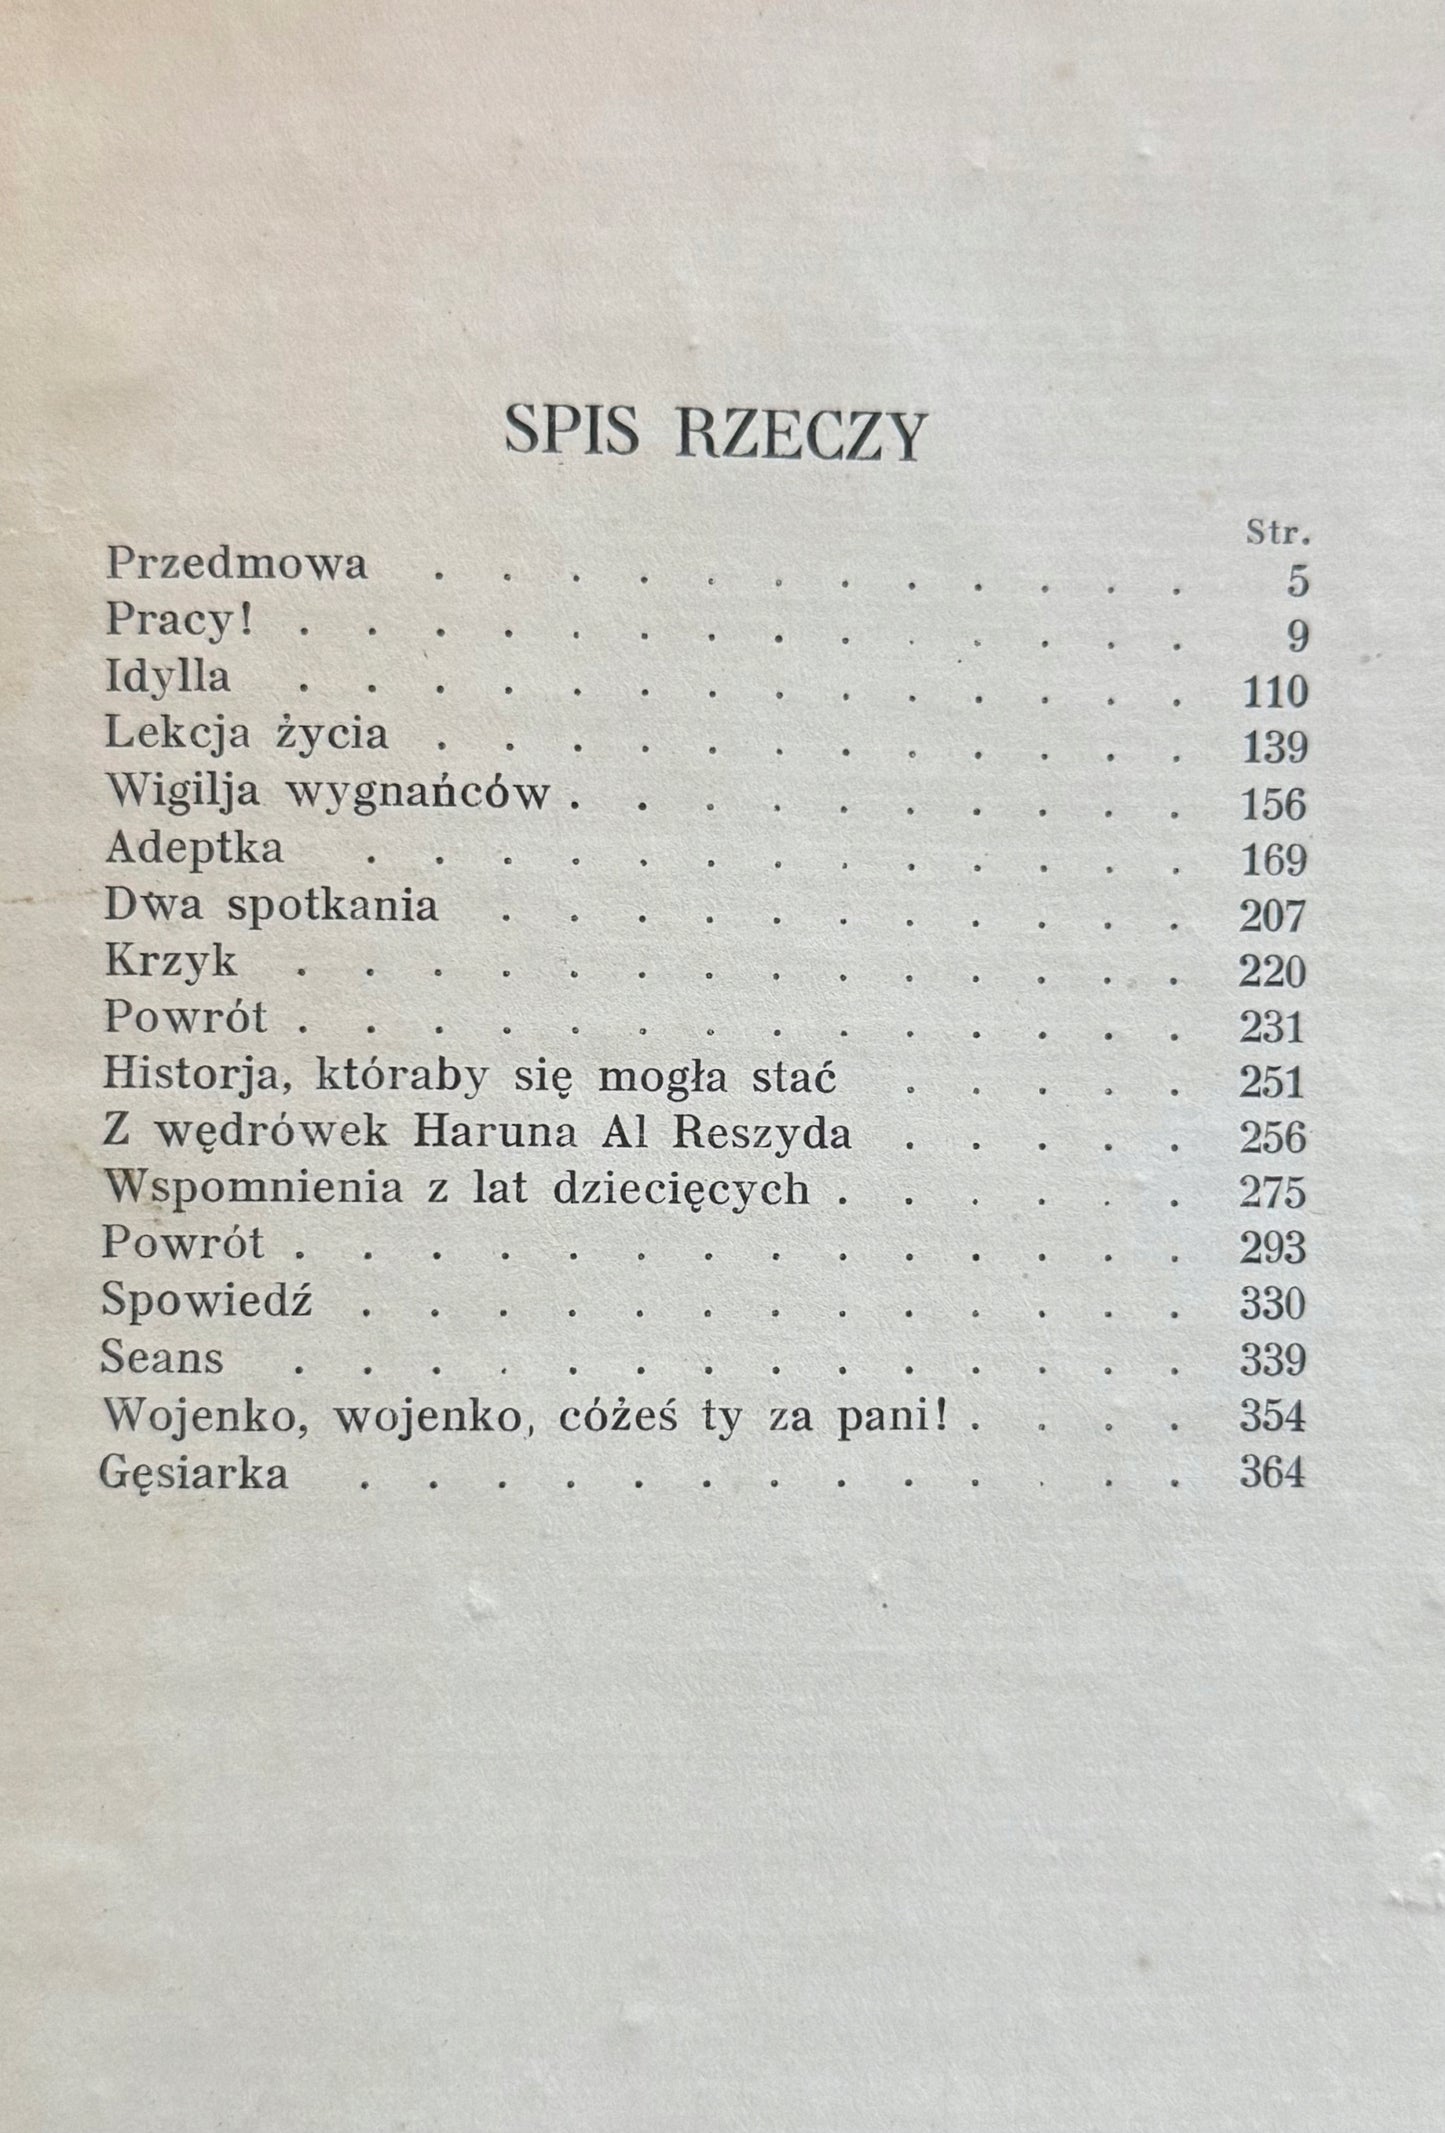 SPIS RZECZY
Str.
Przedmowa . . . . . . . . . . . . 5
Pracy! . . . . . . . . . . . . . . 9
Idylla . . . . . . . . . . . . . . 110
Lekcja życia . . . . . . . . . . . . 139
Wigilja wygnańców . . . . . . . . . . 156
Adeptka . . . . . . . . . . . . . 169
Dwa spotkania . . . . . . . . . . . 207
Krzyk . . . . . . . . . . . . . . 220
Powrót . . . . . . . . . . . . . . 231
Historja, któraby się mogła stać . . . . . 251
Z wędrówek Haruna Al Reszyda . . . . . 256
Wspomnienia z lat dziecięcych . . . . . . 275
Powrót . . . . . . . . . . . . . . 293
Spowiedź . . . . . . . . . . . . . 330
Seans . . . . . . . . . . . . . . 339
Wojenko, wojenko, cóżeś ty za pani! . . . . 354
Gęsiarka . . . . . . . . . . . . . 364